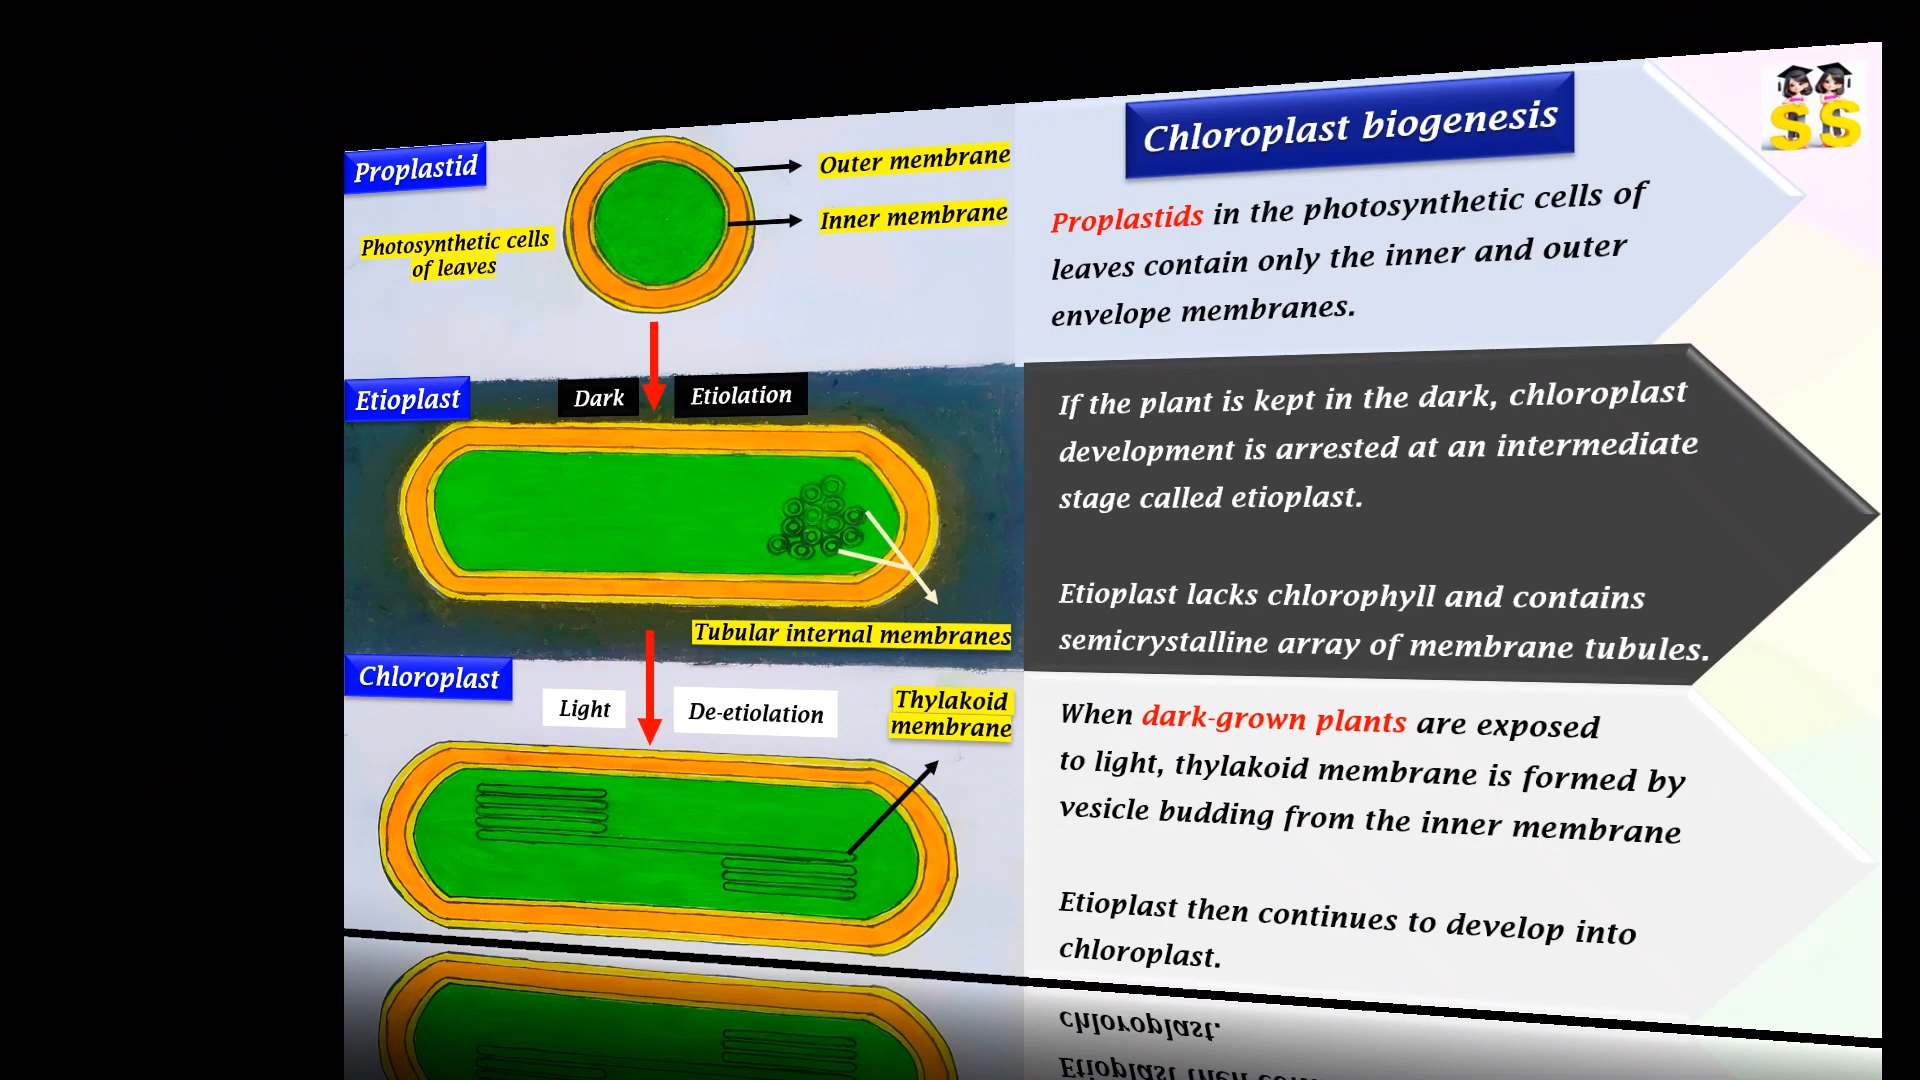 Chloroplast biogenesis
SS
Proplastid
Outer membrane
Inner membrane
Photosynthetic cells
of leaves
Proplastids in the photosynthetic cells of
leaves contain only the inner and outer
envelope membranes.
Etioplast
Dark
Etiolation
Tubular internal membranes
If the plant is kept in the dark, chloroplast
development is arrested at an intermediate
stage called etioplast.
Etioplast lacks chlorophyll and contains
semicrystalline array of membrane tubules.
Chloroplast
Light
De-etiolation
Thylakoid
membrane
When dark-grown plants are exposed
to light, thylakoid membrane is formed by
vesicle budding from the inner membrane
Etioplast then continues to develop into
chloroplast.